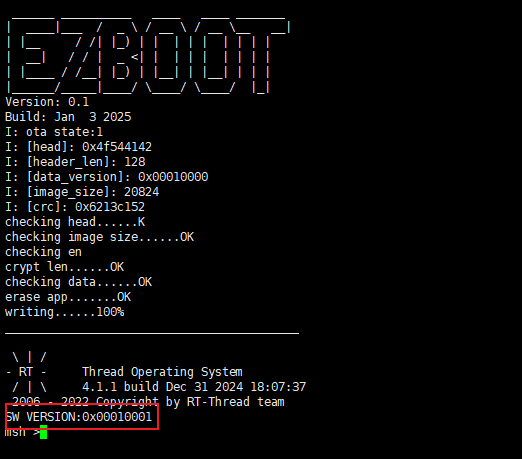 EZBOOT
Version: 0.1
Build: Jan  3 2025
I: ota state:1
I: [head]: 0x4f544142
I: [header_len]: 128
I: [data_version]: 0x00010000
I: [image_size]: 20824
I: [crc]: 0x6213c152
checking head......K
checking image size......OK
checking en
crypt len......OK
checking data......OK
erase app.......OK
writing......100%
\ | /
- RT -     Thread Operating System
/ | \     4.1.1 build Dec 31 2024 18:07:37
2006 - 2022 Copyright by RT-Thread team
SW VERSION:0x00010001
msh >